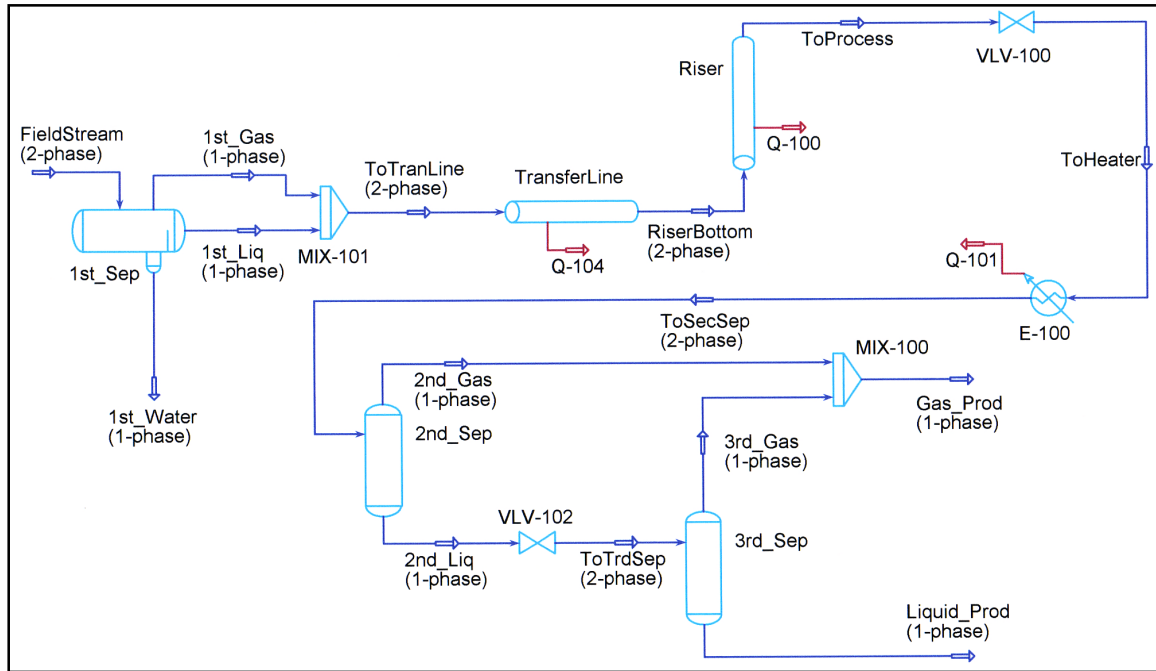 ToProcess
VLV-100
Riser
Q-100
FieldStream
(2-phase)
1st_Gas
(1-phase)
ToTranLine
(2-phase)
TransferLine
ToHeater
1st_Liq
(1-phase)
MIX-101
RiserBottom
(2-phase)
Q-104
1st_Sep
Q-101
E-100
ToSecSep
(2-phase)
MIX-100
2nd_Gas
(1-phase)
Gas_Prod
(1-phase)
1st_Water
(1-phase)
2nd_Sep
3rd_Gas
(1-phase)
VLV-102
2nd_Liq
(1-phase)
ToTrdSep
(2-phase)
3rd_Sep
Liquid_Prod
(1-phase)